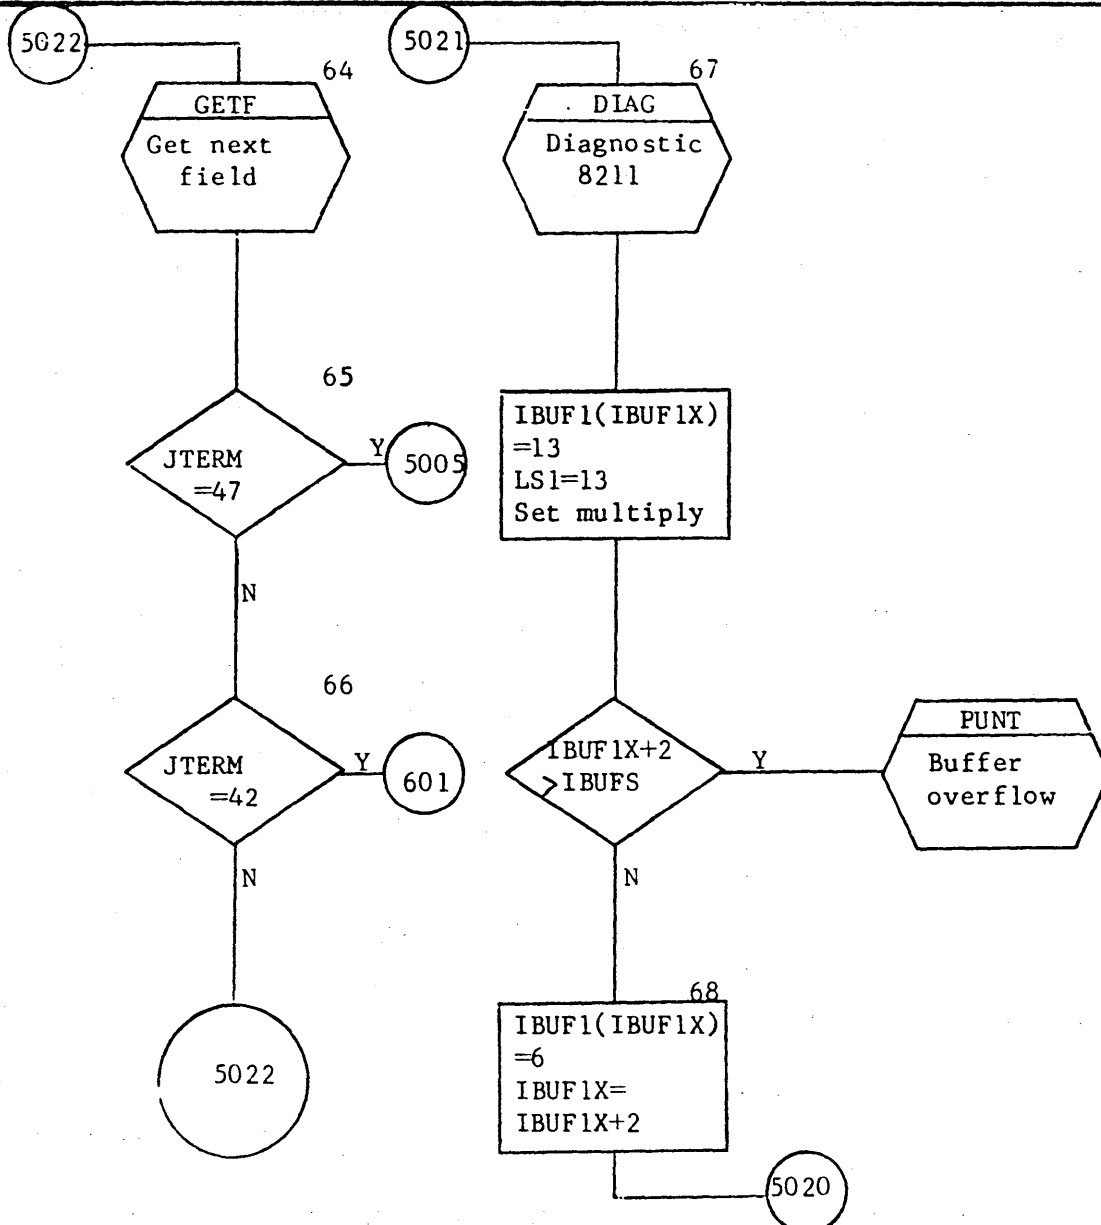 5022
64
GETF
Get next
field
65
JTERM
=47
Y
5005
N
66
JTERM
=42
Y
601
N
5022
5021
67
DIAG
Diagnostic
8211
IBUF1(IBUF1X)
=13
LS1=13
Set multiply
IBUF1X+2
>IBUFS
Y
PUNT
Buffer
overflow
N
68
IBUF1(IBUF1X)
=6
IBUF1X=
IBUF1X+2
5020